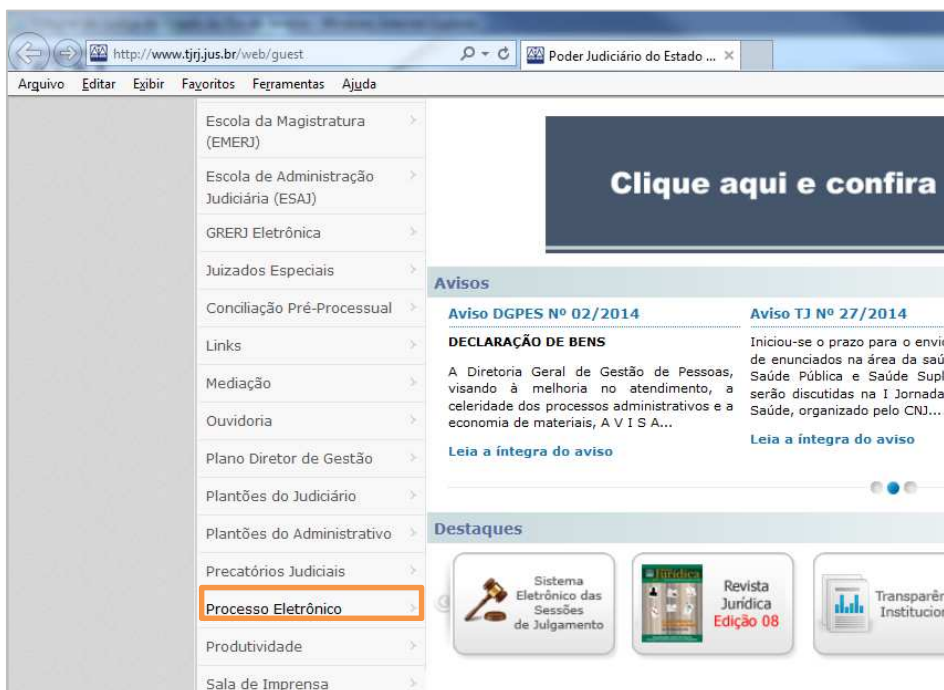 http://www.tjrj.jus.br/web/guest
Poder Judiciário do Estado ...
Arquivo Editar Exibir Favoritos Ferramentas Ajuda
Escola da Magistratura
(EMERJ)
Escola de Administração
Judiciária (ESAJ)
GRERJ Eletrônica
Juizados Especiais
Conciliação Pré-Processual
Links
Mediação
Ouvidoria
Plano Diretor de Gestão
Plantões do Judiciário
Plantões do Administrativo
Precatórios Judiciais
Processo Eletrônico
Produtividade
Sala de Imprensa
Clique aqui e confira
Avisos
Aviso DGPES Nº 02/2014
DECLARAÇÃO DE BENS
A Diretoria Geral de Gestão de Pessoas,
visando à melhoria no atendimento, a
celeridade dos processos administrativos e a
economia de materiais, A V I S A...
Leia a íntegra do aviso
Aviso TJ Nº 27/2014
Iniciou-se o prazo para o envio
de enunciados na área da saú
Saúde Pública e Saúde Supl
serão discutidas na I Jornada
Saúde, organizado pelo CNJ...
Leia a íntegra do aviso
Destaques
Sistema
Eletrônico das
Sessões
de Julgamento
Jurídica
Revista
Jurídica
Edição 08
Transparên
Institucion